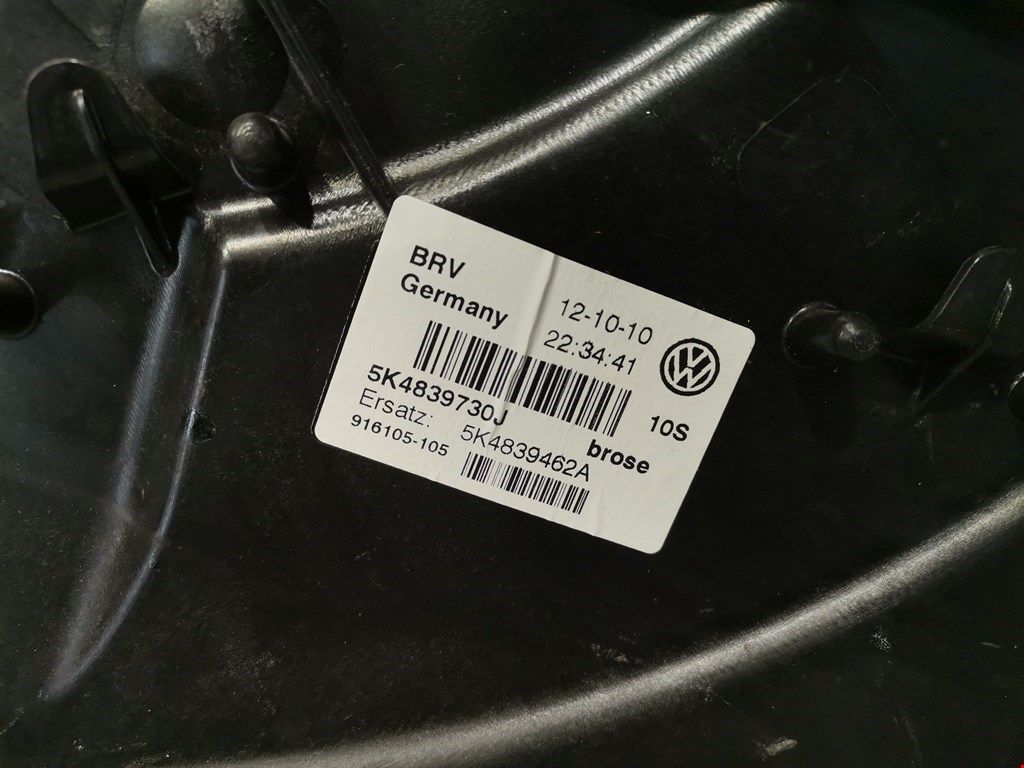 BRV
Germany
12-10-10
22:34:41
5K4839730J
10S
Ersatz: 5K4839462A
brose
916105-105